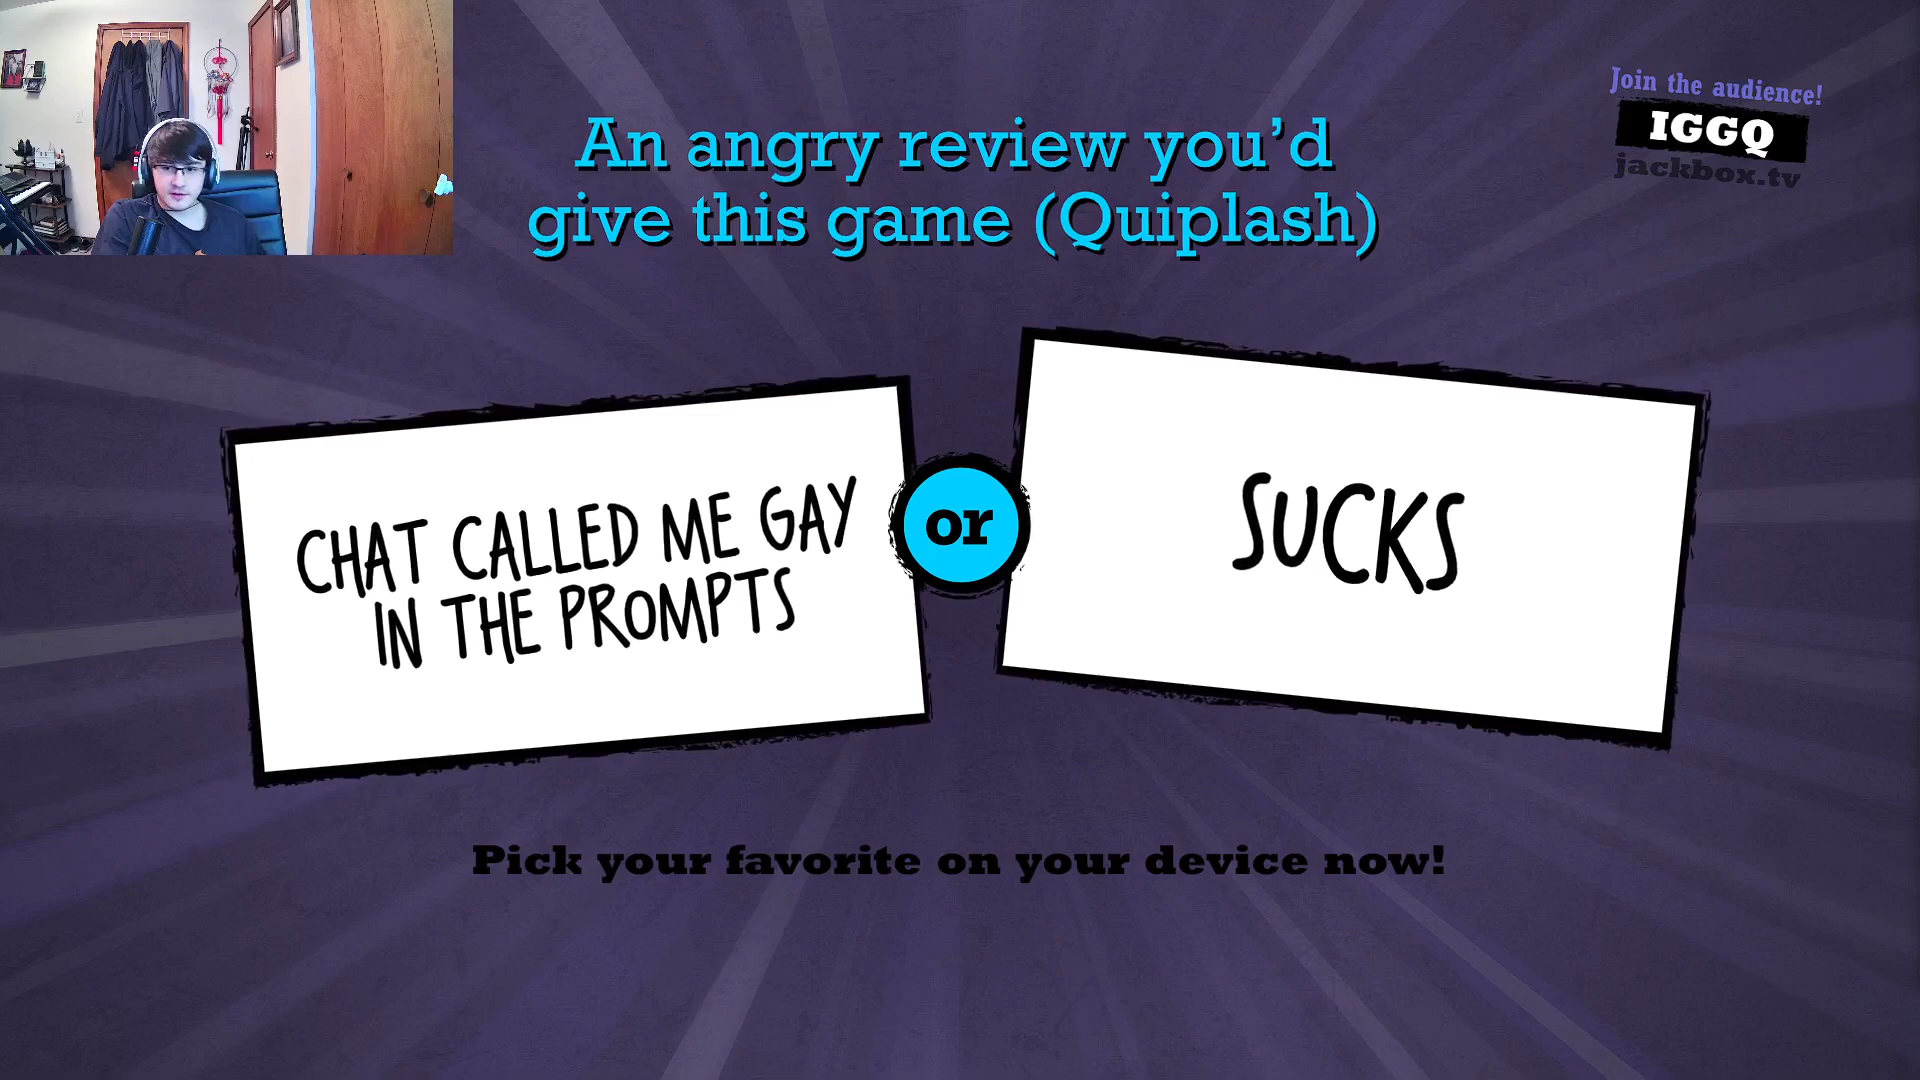 Join the audience!
IGGQ
jackbox.tv
An angry review you’d
give this game (Quiplash)
CHAT CALLED ME GAY
IN THE PROMPTS
or
SUCKS
Pick your favorite on your device now!